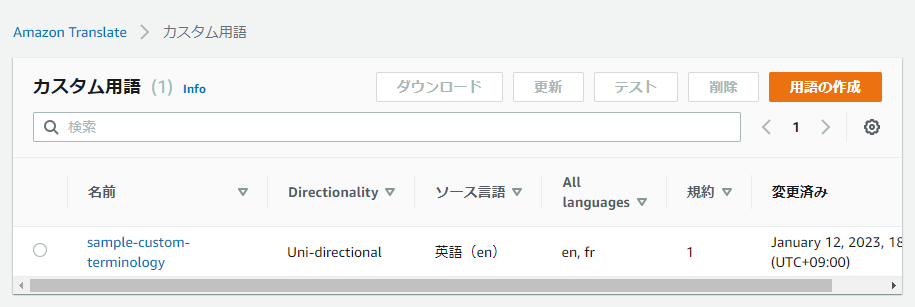 Amazon Translate > カスタム用語
カスタム用語 (1) Info
ダウンロード 更新 テスト 削除 用語の作成
検索
1
名前 Directionality ソース言語 All languages 規約 変更済み
sample-custom-terminology Uni-directional 英語（en） en, fr 1 January 12, 2023, 18 (UTC+09:00)